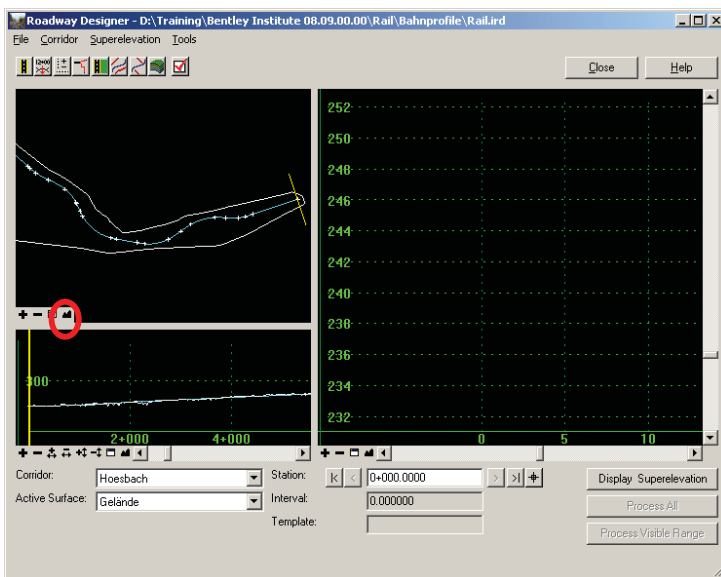 Roadway Designer - D:\Training\Bentley Institute 08.09.00.00\Rail\Bahnprofile\Rail.ird
File Corridor Superelevation Tools
Close Help
252
250
248
246
244
242
240
238
236
234
232
0 5 10
300
2+000 4+000
Corridor: Hoesbach Station: 0+000.0000 Display Superelevation
Active Surface: Gelände Interval: 0.000000 Process All
Template: Process Visible Range